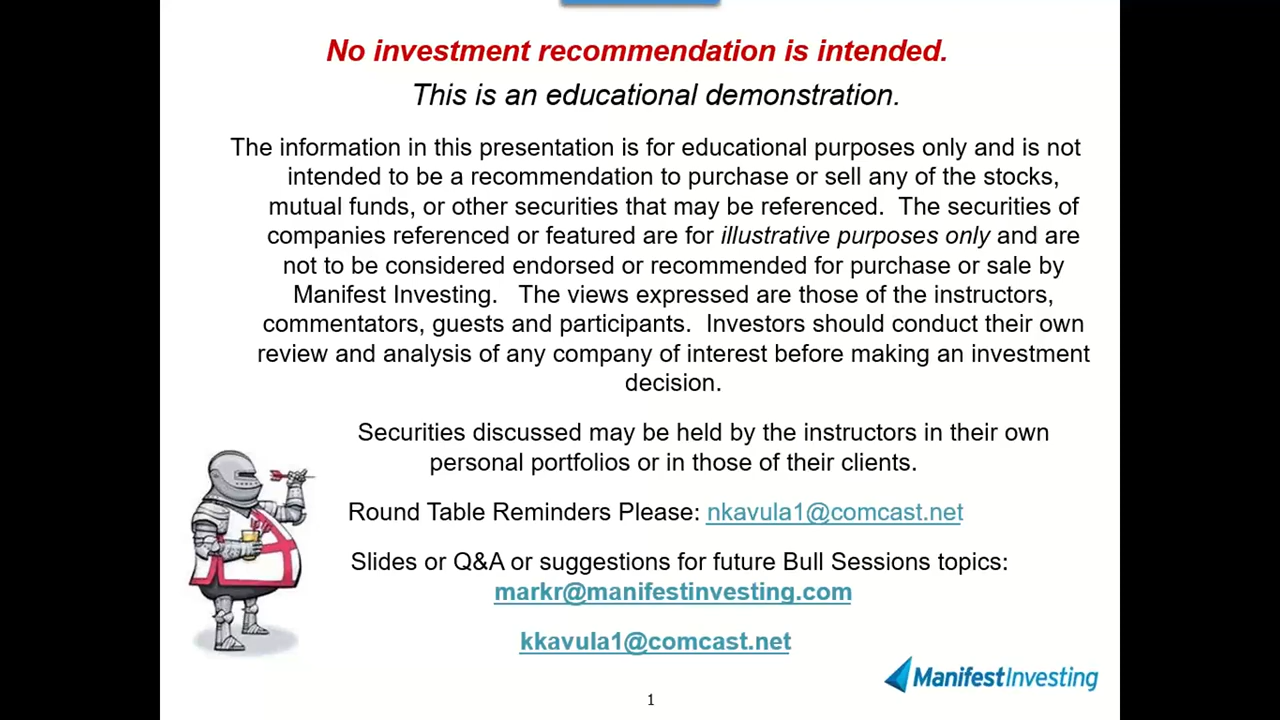 No investment recommendation is intended.
This is an educational demonstration.
The information in this presentation is for educational purposes only and is not
intended to be a recommendation to purchase or sell any of the stocks,
mutual funds, or other securities that may be referenced.  The securities of
companies referenced or featured are for illustrative purposes only and are
not to be considered endorsed or recommended for purchase or sale by
Manifest Investing.   The views expressed are those of the instructors,
commentators, guests and participants.  Investors should conduct their own
review and analysis of any company of interest before making an investment
decision.
Securities discussed may be held by the instructors in their own
personal portfolios or in those of their clients.
Round Table Reminders Please: nkavula1@comcast.net
Slides or Q&A or suggestions for future Bull Sessions topics:
markr@manifestinvesting.com
kkavula1@comcast.net
ManifestInvesting
1